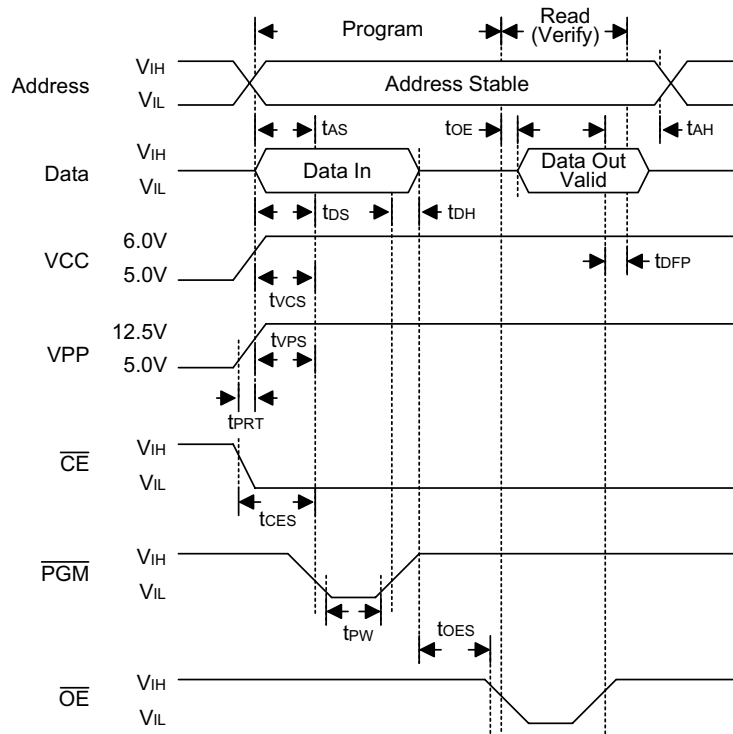 Program
Read
(Verify)
Address
VIH
VIL
Address Stable
tAS
tOE
tAH
Data
VIH
VIL
Data In
Data Out
Valid
tDS
tDH
VCC
6.0V
5.0V
tVCS
tDFP
VPP
12.5V
5.0V
tVPS
tPRT
CE
VIH
VIL
tCES
PGM
VIH
VIL
tPW
tOES
OE
VIH
VIL